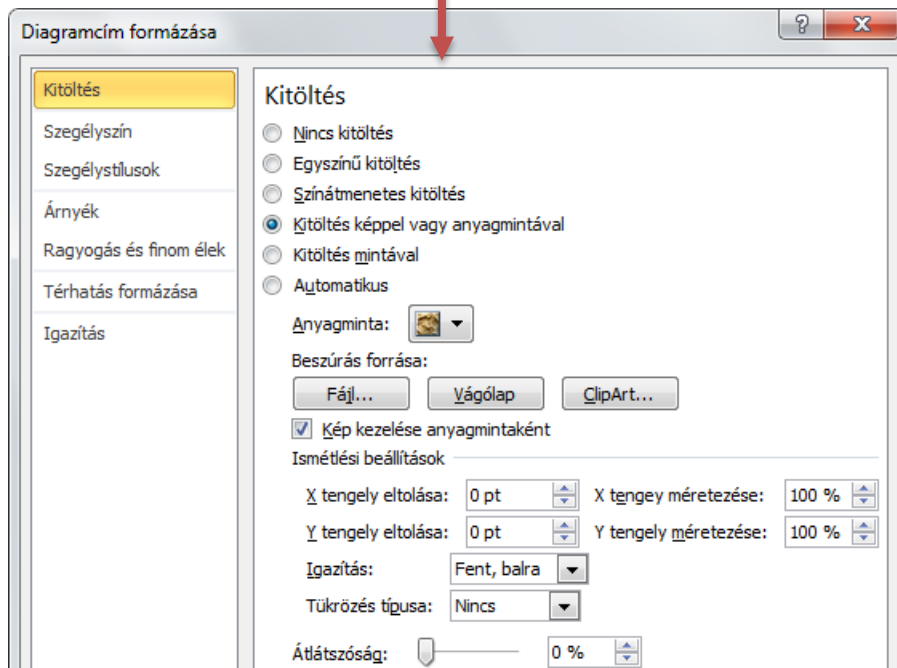 Diagramcím formázása
Kitöltés
Szegélyszín
Szegélystílusok
Árnyék
Ragyogás és finom élek
Térhatás formázása
Igazítás
Kitöltés
Nincs kitöltés
Egyszínű kitöltés
Színátmenetes kitöltés
Kitöltés képpel vagy anyagmintával
Kitöltés mintával
Automatikus
Anyagminta:
Beszúrás forrása:
Fájl... Vágólap ClipArt...
Kép kezelése anyagmintaként
Ismétlési beállítások
X tengely eltolása: 0 pt X tengey méretezése: 100 %
Y tengely eltolása: 0 pt Y tengely méretezése: 100 %
Igazítás: Fent, balra
Tükrözés típusa: Nincs
Átlátszóság: 0 %